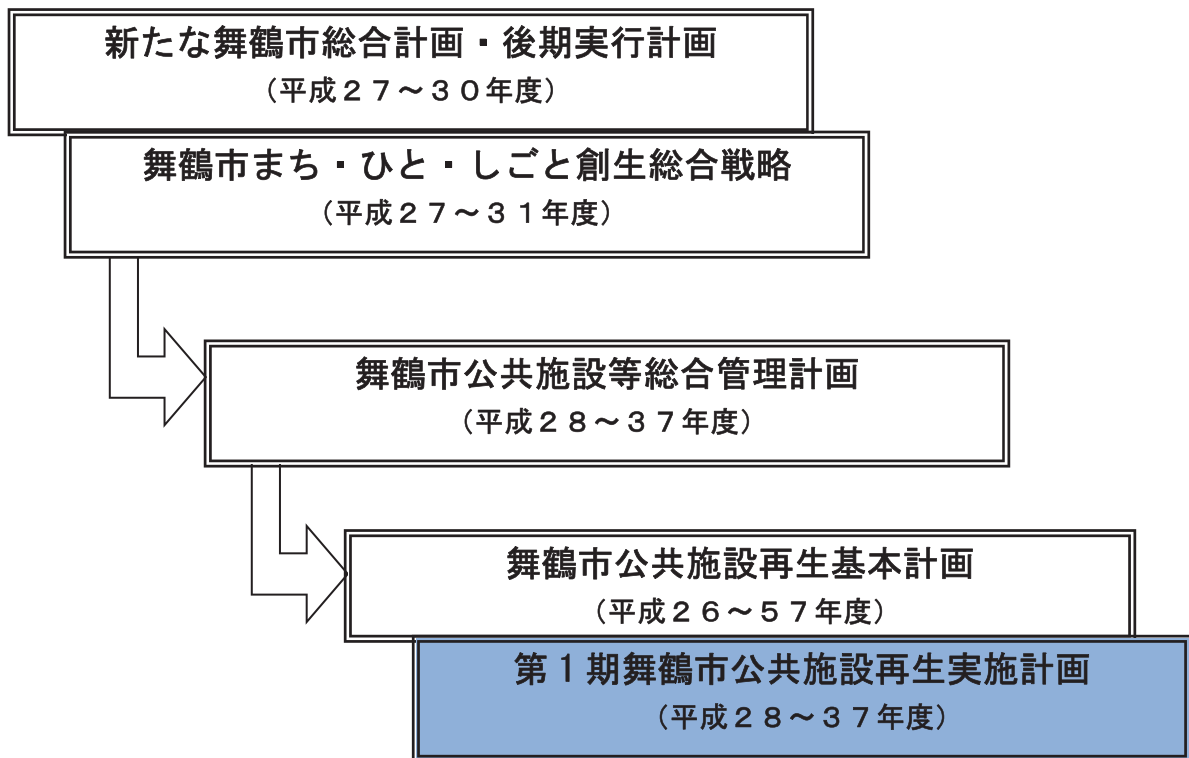 新たな舞鶴市総合計画・後期実行計画
（平成２７～３０年度）
舞鶴市まち・ひと・しごと創生総合戦略
（平成２７～３１年度）
舞鶴市公共施設等総合管理計画
（平成２８～３７年度）
舞鶴市公共施設再生基本計画
（平成２６～５７年度）
第１期舞鶴市公共施設再生実施計画
（平成２８～３７年度）